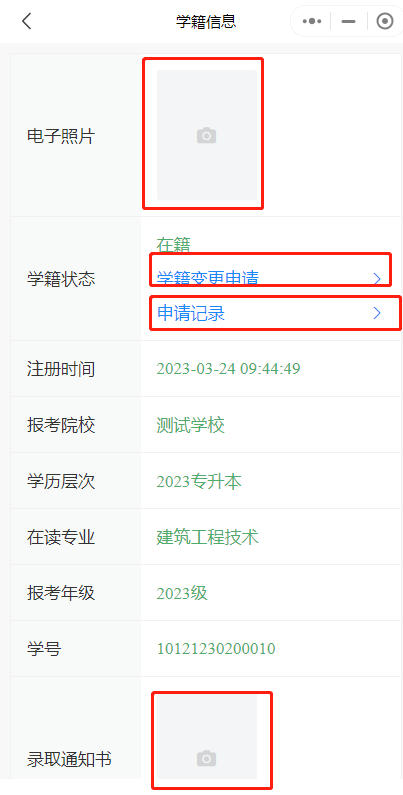 学籍信息
电子照片
学籍状态
在籍
学籍变更申请
申请记录
注册时间
2023-03-24 09:44:49
报考院校
测试学校
学历层次
2023专升本
在读专业
建筑工程技术
报考年级
2023级
学号
10121230200010
录取通知书